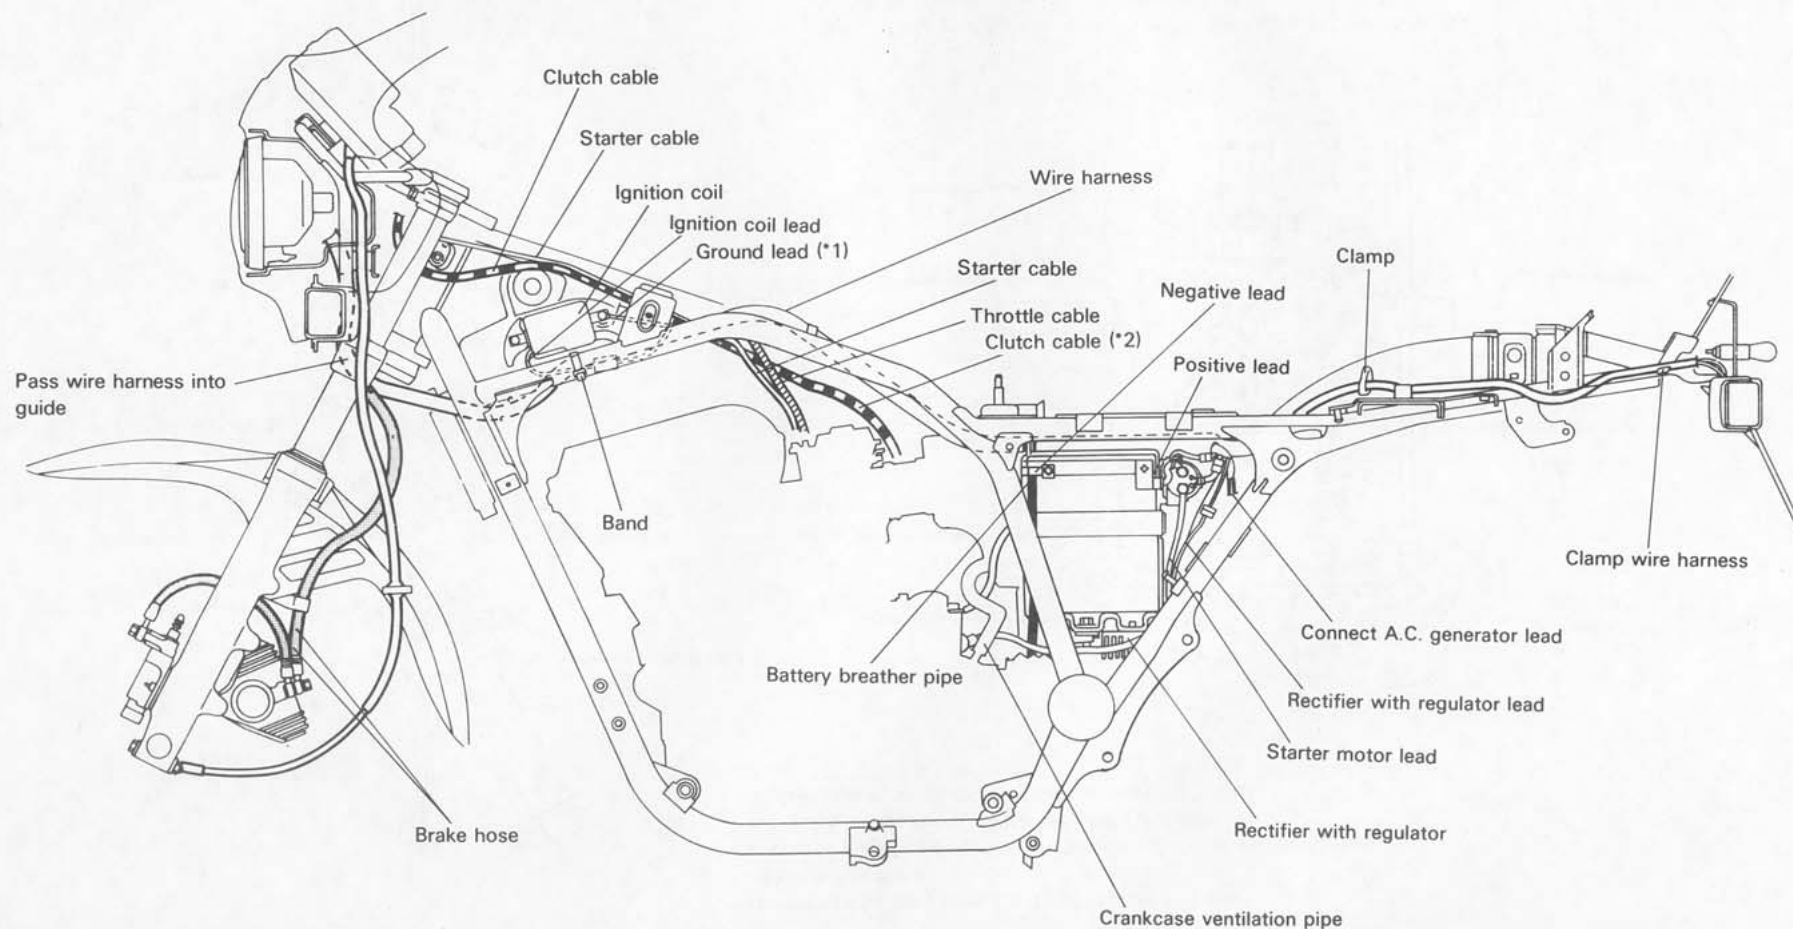 Clutch cable
Starter cable
Ignition coil
Ignition coil lead
Ground lead (*1)
Wire harness
Starter cable
Throttle cable
Clutch cable (*2)
Negative lead
Positive lead
Clamp
Pass wire harness into
guide
Band
Clamp wire harness
Connect A.C. generator lead
Battery breather pipe
Rectifier with regulator lead
Starter motor lead
Brake hose
Rectifier with regulator
Crankcase ventilation pipe